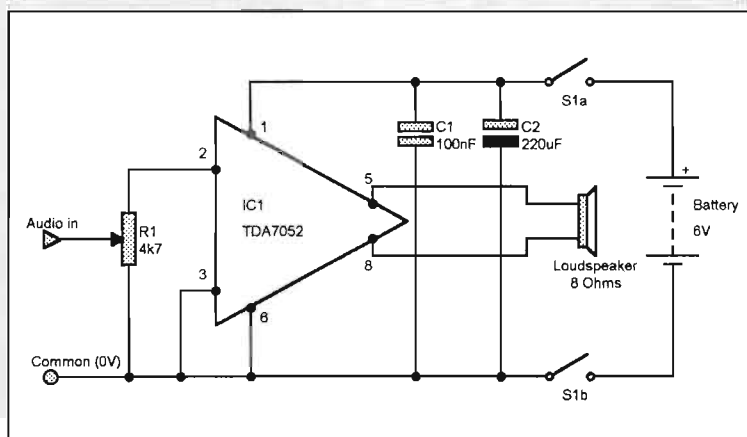 S1a
1
C1
100nF
C2
220uF
2
5
+
Audio in
R1
4k7
IC1
TDA7052
Battery
6V
3
8
Loudspeaker
8 Ohms
6
Common (0V)
S1b